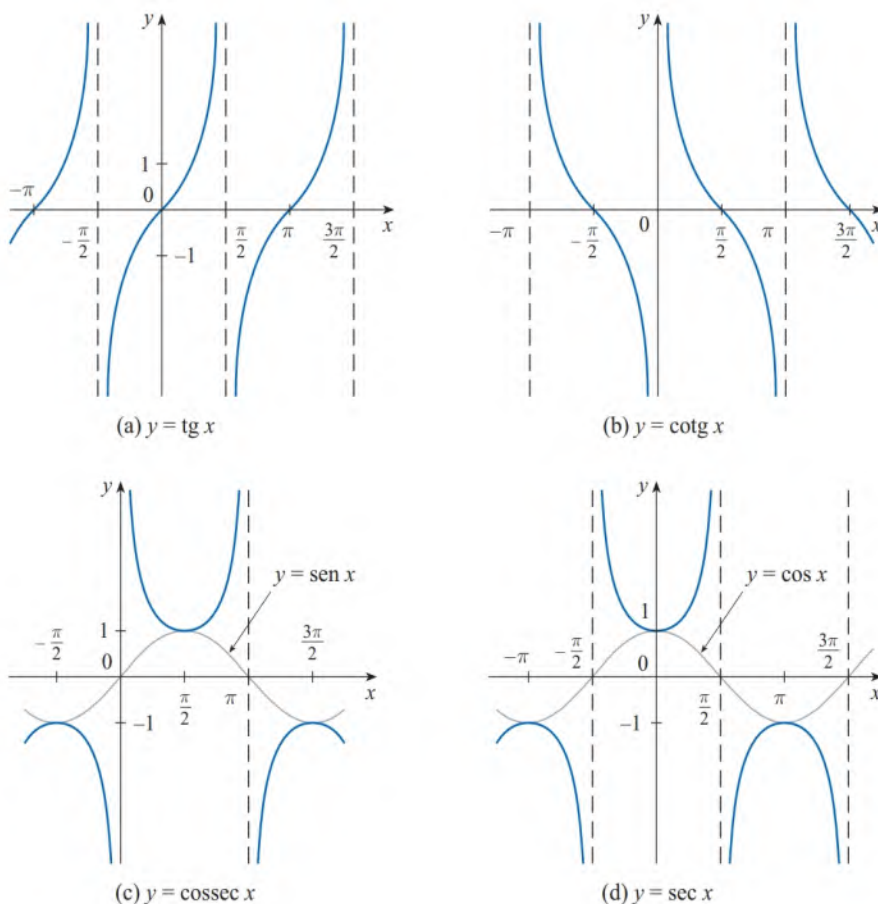 y
1
−π
0
x
−π/2
−1
π/2
π
3π/2
(a) y = tg x
y
0
x
−π
−π/2
π/2
π
3π/2
(b) y = cotg x
y
y = sen x
1
−π/2
3π/2
0
x
π/2
π
−1
(c) y = cossec x
y
y = cos x
1
−π
−π/2
0
3π/2
x
π/2
π
−1
(d) y = sec x